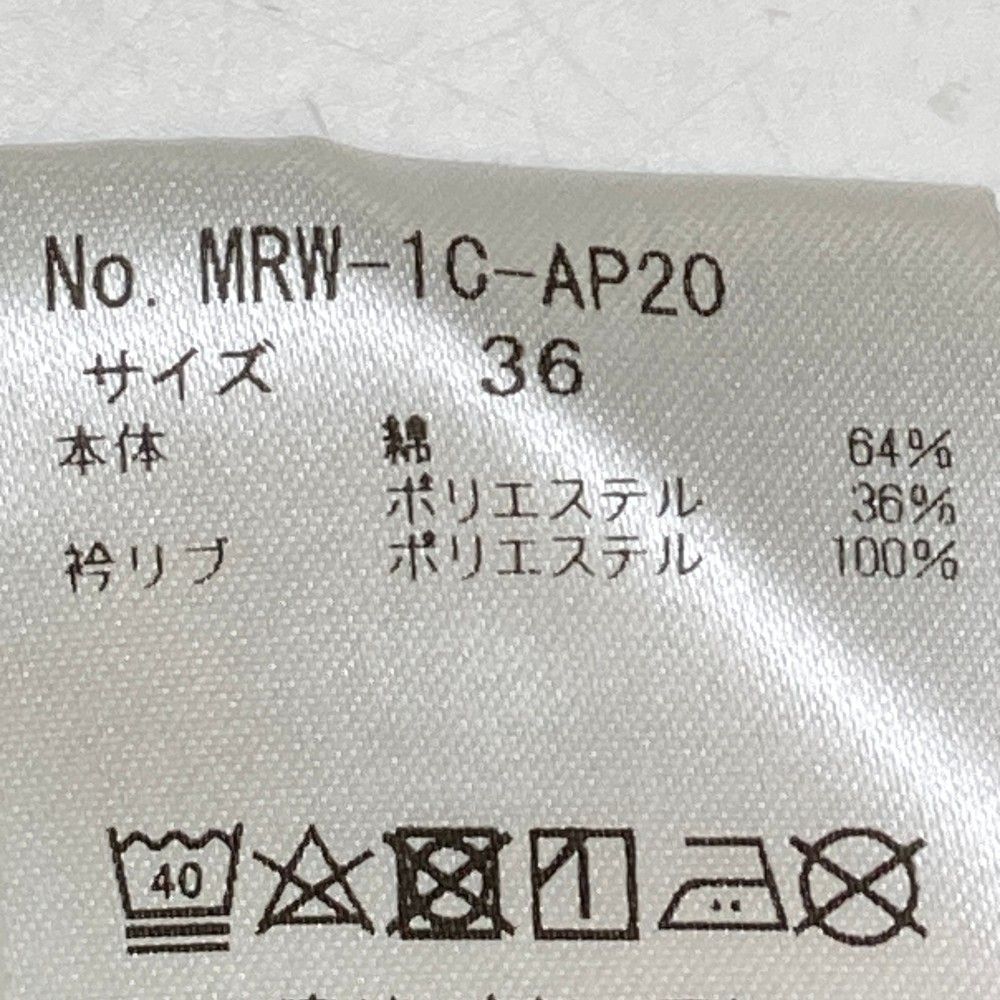 No. MRW-1C-AP20
サイズ 36
本体 綿 64%
ポリエステル 36%
衿リブ ポリエステル 100%
40